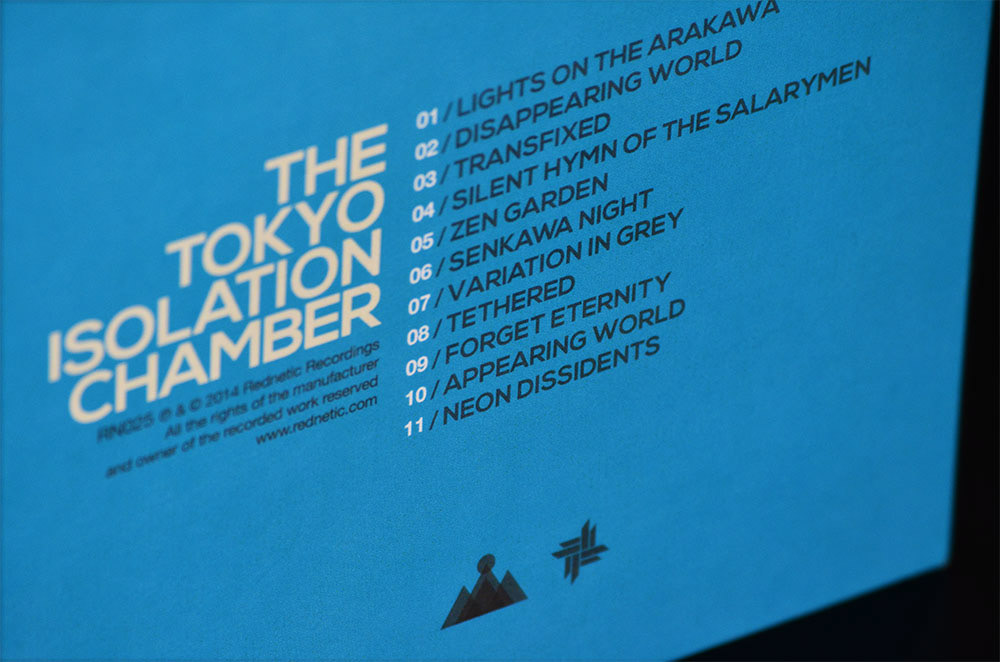 THE
TOKYO
ISOLATION
CHAMBER
RN025 ℗ & © 2014 Rednetic Recordings
All the rights of the manufacturer
and owner of the recorded work reserved
www.rednetic.com
01 / LIGHTS ON THE ARAKAWA
02 / DISAPPEARING WORLD
03 / TRANSFIXED
04 / SILENT HYMN OF THE SALARYMEN
05 / ZEN GARDEN
06 / SENKAWA NIGHT
07 / VARIATION IN GREY
08 / TETHERED
09 / FORGET ETERNITY
10 / APPEARING WORLD
11 / NEON DISSIDENTS